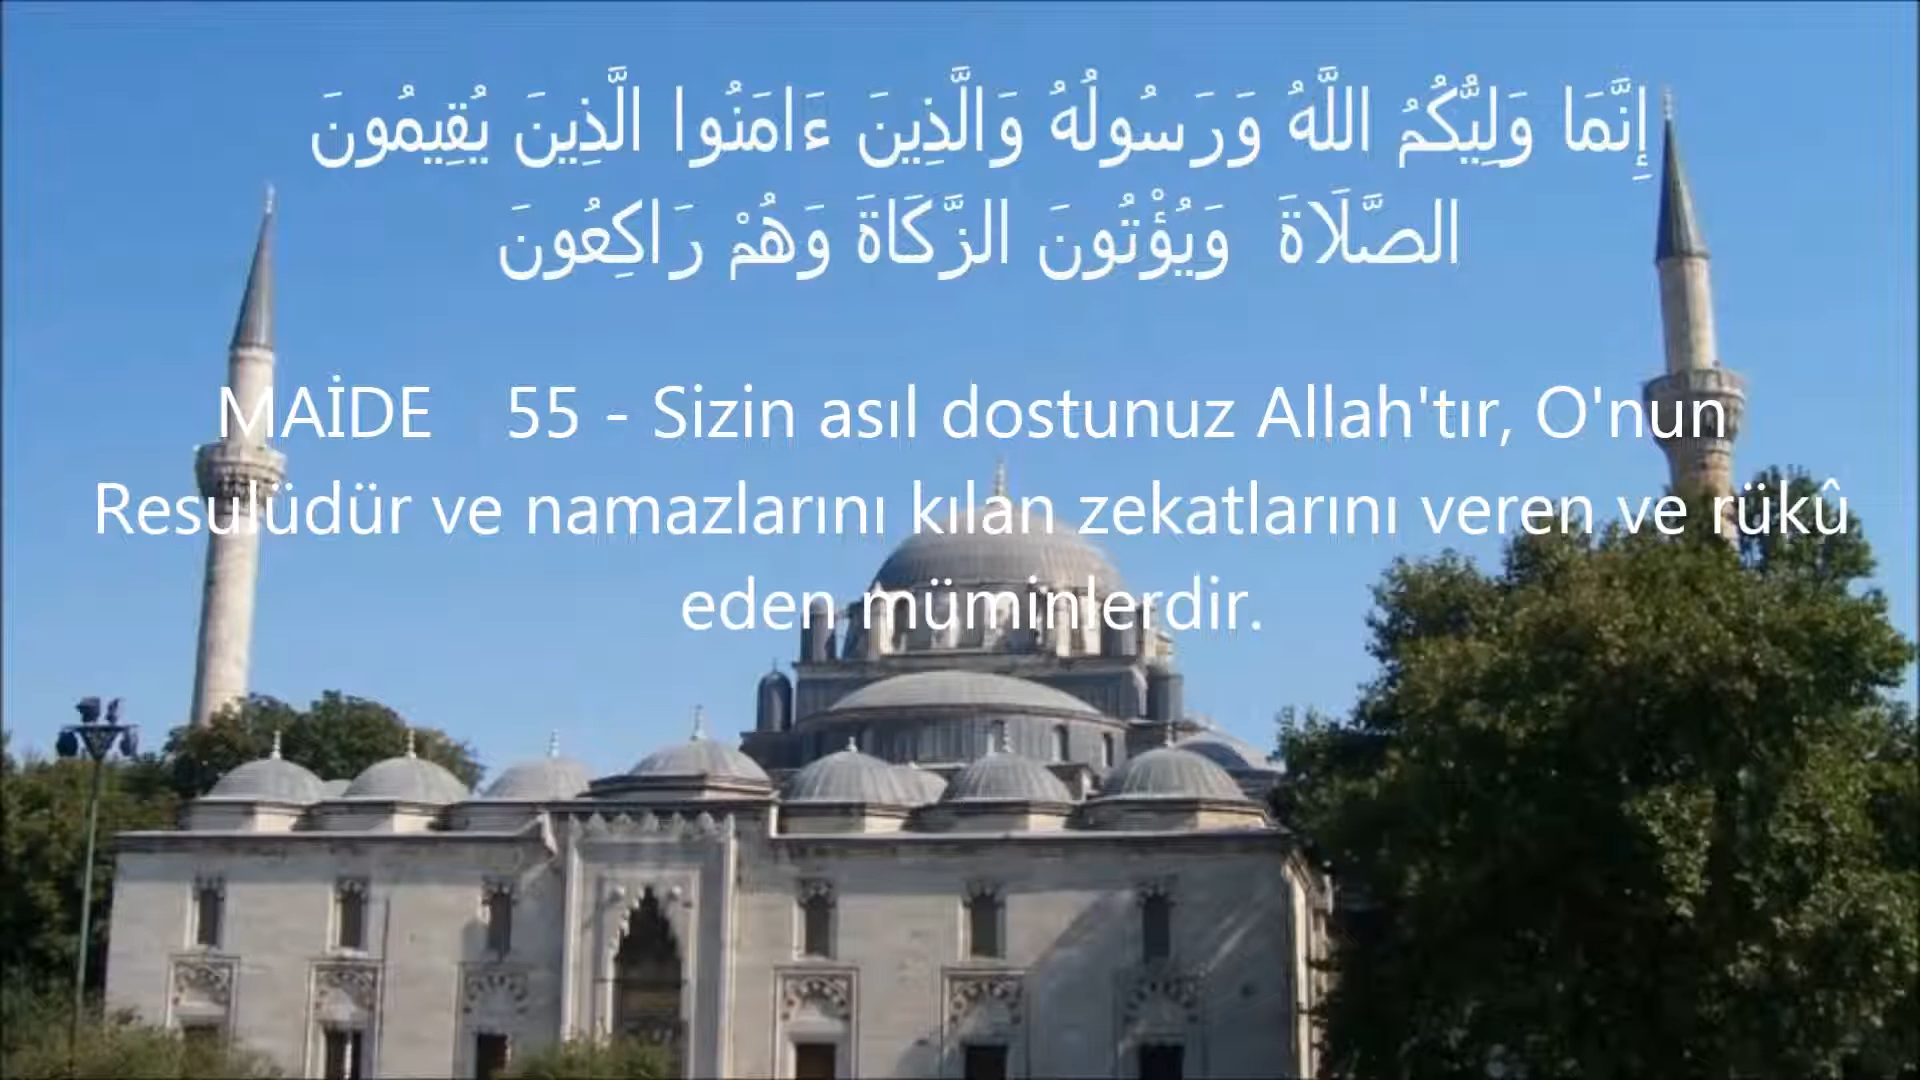 إِنَّمَا وَلِيُّكُمُ اللَّهُ وَرَسُولُهُ وَالَّذِينَ ءَامَنُوا الَّذِينَ يُقِيمُونَ
الصَّلَاةَ وَيُؤْتُونَ الزَّكَاةَ وَهُمْ رَاكِعُونَ
MAİDE 55 - Sizin asıl dostunuz Allah'tır, O'nun
Resulüdür ve namazlarını kılan zekatlarını veren ve rükû
eden müminlerdir.